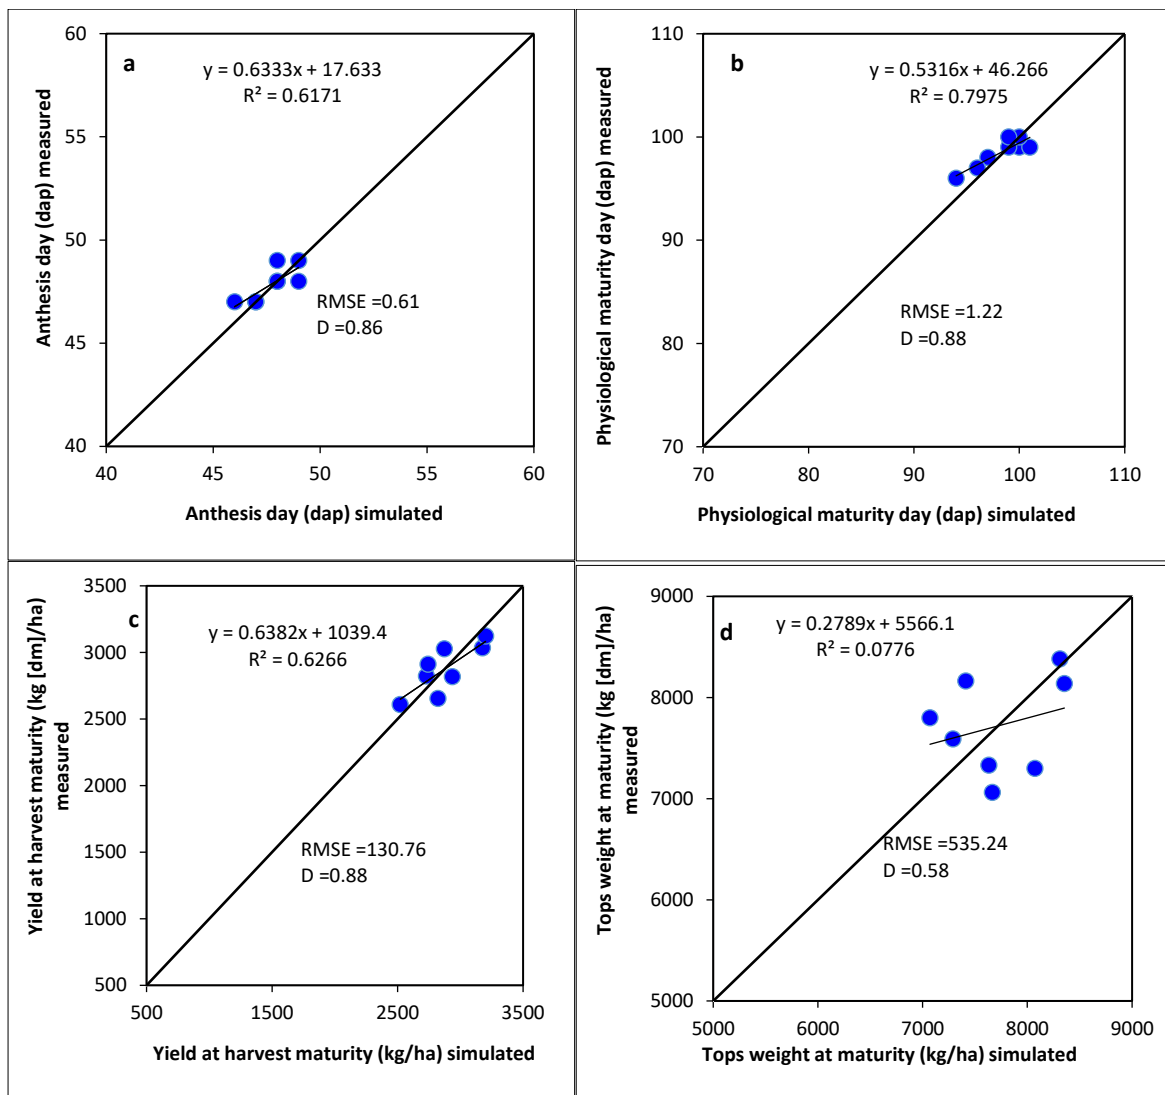 a
y = 0.6333x + 17.633
R² = 0.6171
RMSE =0.61
D =0.86
60
55
50
45
40
40 45 50 55 60
Anthesis day (dap) measured
Anthesis day (dap) simulated
b
y = 0.5316x + 46.266
R² = 0.7975
RMSE =1.22
D =0.88
110
100
90
80
70
70 80 90 100 110
Physiological maturity day (dap) measured
Physiological maturity day (dap) simulated
c
y = 0.6382x + 1039.4
R² = 0.6266
RMSE =130.76
D =0.88
3500
3000
2500
2000
1500
1000
500
500 1500 2500 3500
Yield at harvest maturity (kg [dm]/ha)
measured
Yield at harvest maturity (kg/ha) simulated
d
y = 0.2789x + 5566.1
R² = 0.0776
RMSE =535.24
D =0.58
9000
8000
7000
6000
5000
5000 6000 7000 8000 9000
Tops weight at maturity (kg [dm]/ha)
measured
Tops weight at maturity (kg/ha) simulated